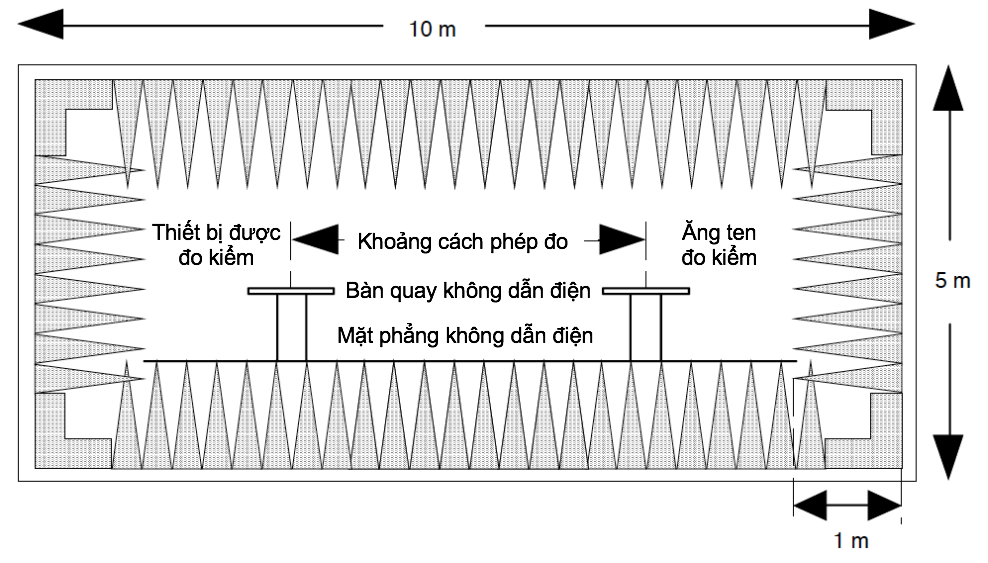 10 m
Thiết bị được
đo kiểm
Khoảng cách phép đo
Ăng ten
đo kiểm
5 m
Bàn quay không dẫn điện
Mặt phẳng không dẫn điện
1 m